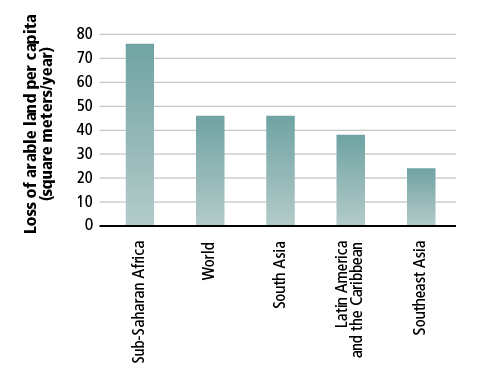 Loss of arable land per capita
(square meters/year)
80
70
60
50
40
30
20
10
0
Sub-Saharan Africa
World
South Asia
Latin America
and the Caribbean
Southeast Asia